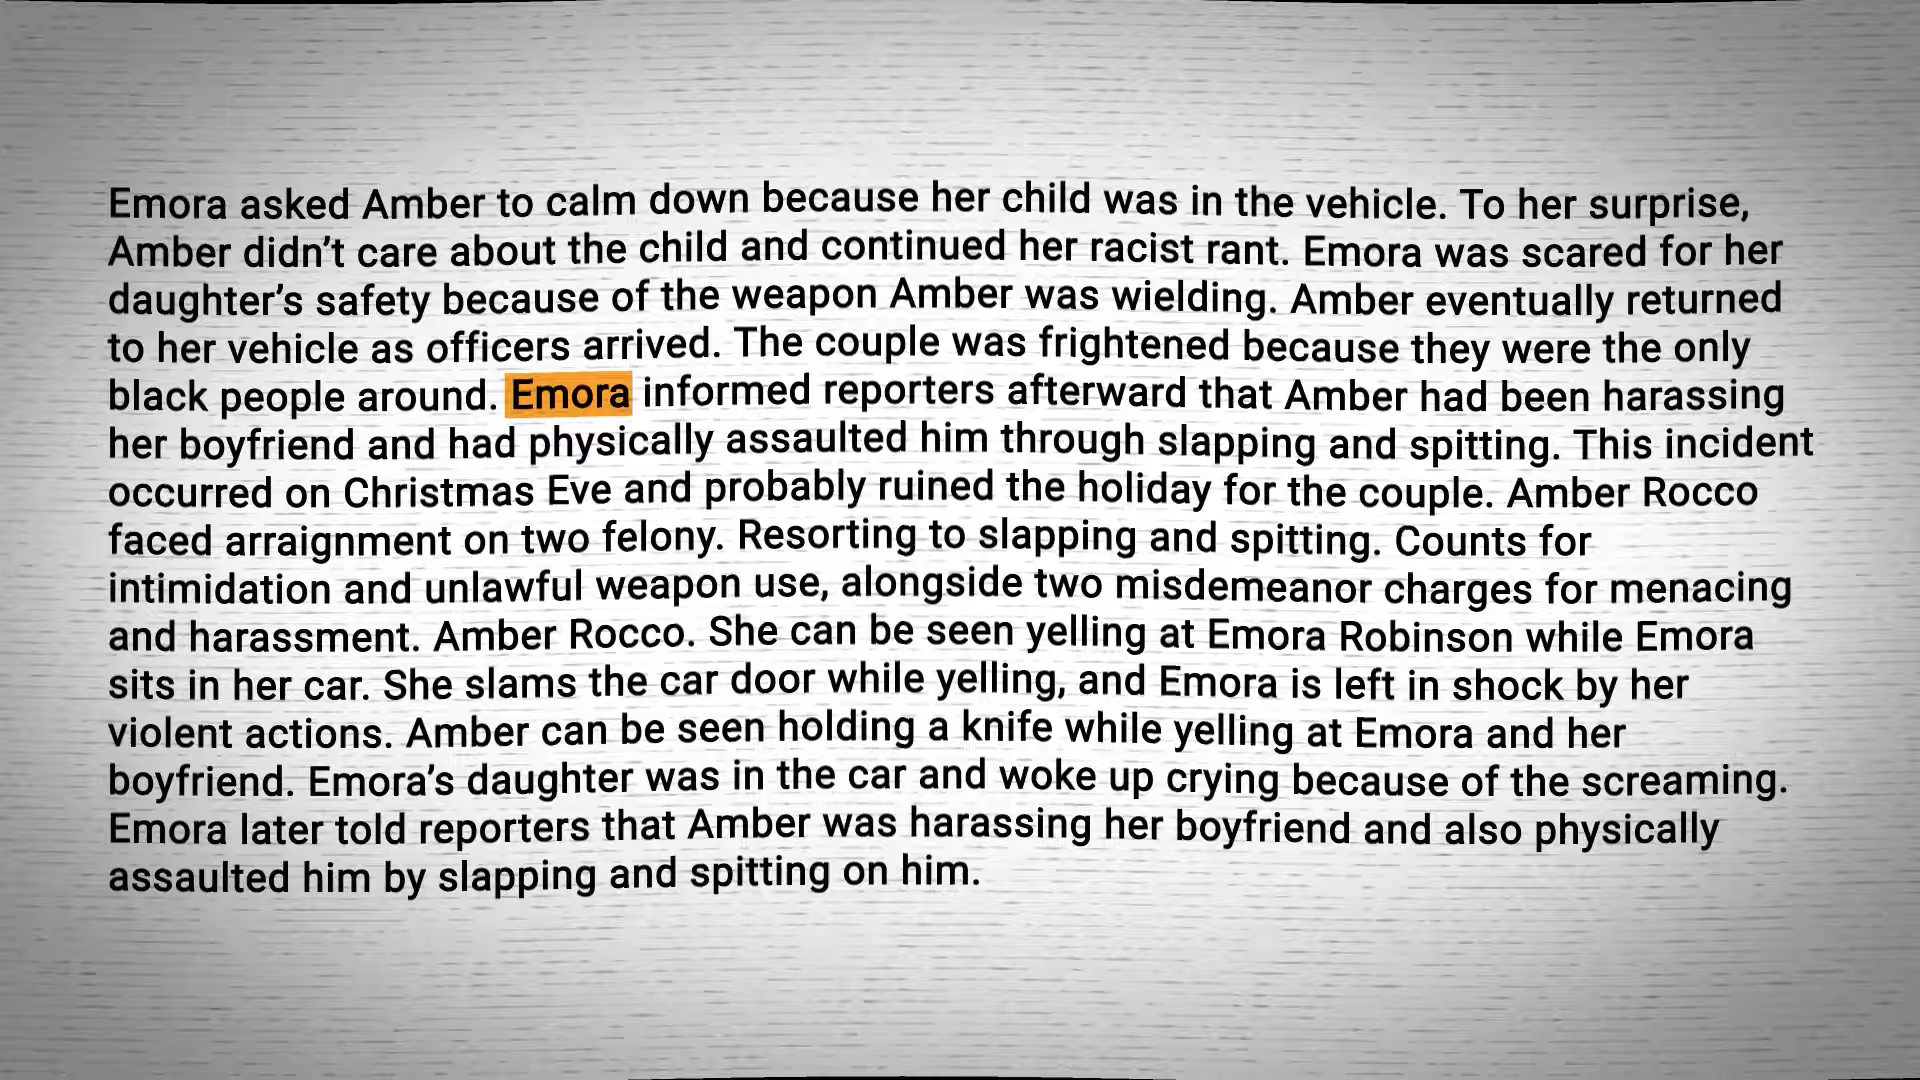 Emora asked Amber to calm down because her child was in the vehicle. To her surprise,
Amber didn’t care about the child and continued her racist rant. Emora was scared for her
daughter’s safety because of the weapon Amber was wielding. Amber eventually returned
to her vehicle as officers arrived. The couple was frightened because they were the only
black people around. Emora informed reporters afterward that Amber had been harassing
her boyfriend and had physically assaulted him through slapping and spitting. This incident
occurred on Christmas Eve and probably ruined the holiday for the couple. Amber Rocco
faced arraignment on two felony. Resorting to slapping and spitting. Counts for
intimidation and unlawful weapon use, alongside two misdemeanor charges for menacing
and harassment. Amber Rocco. She can be seen yelling at Emora Robinson while Emora
sits in her car. She slams the car door while yelling, and Emora is left in shock by her
violent actions. Amber can be seen holding a knife while yelling at Emora and her
boyfriend. Emora’s daughter was in the car and woke up crying because of the screaming.
Emora later told reporters that Amber was harassing her boyfriend and also physically
assaulted him by slapping and spitting on him.